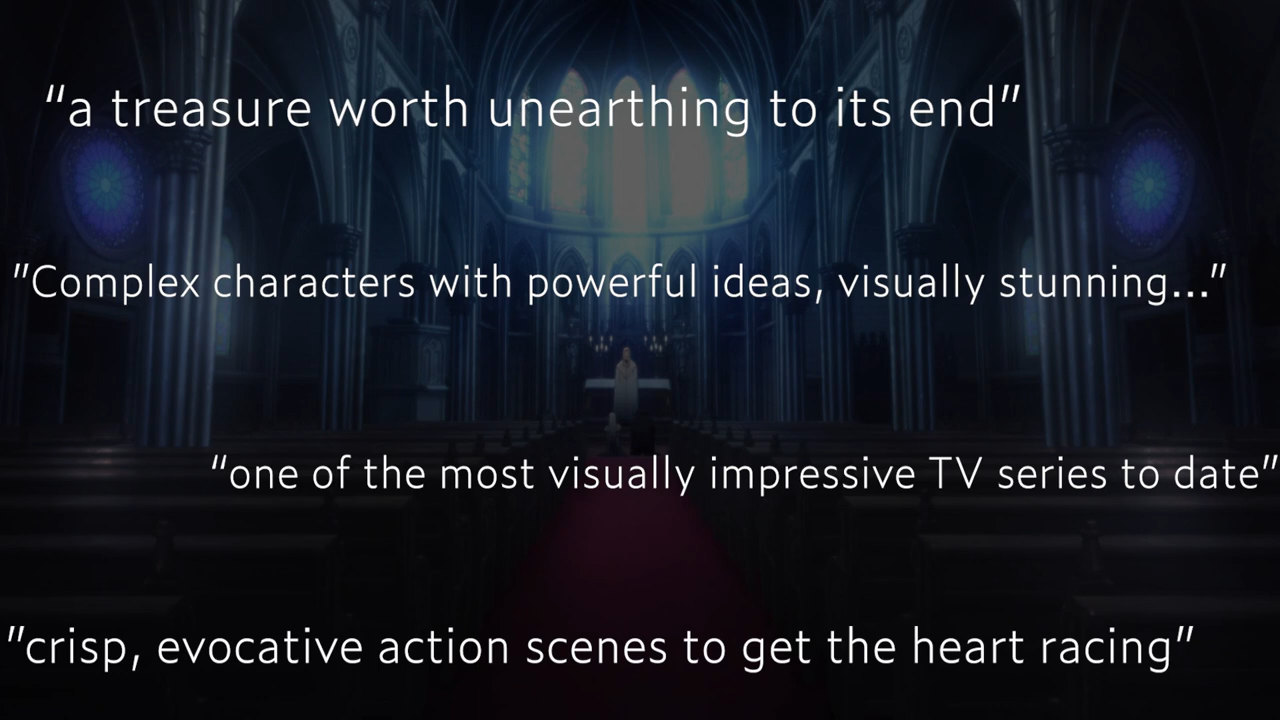 “a treasure worth unearthing to its end”
”Complex characters with powerful ideas, visually stunning...”
“one of the most visually impressive TV series to date”
”crisp, evocative action scenes to get the heart racing”